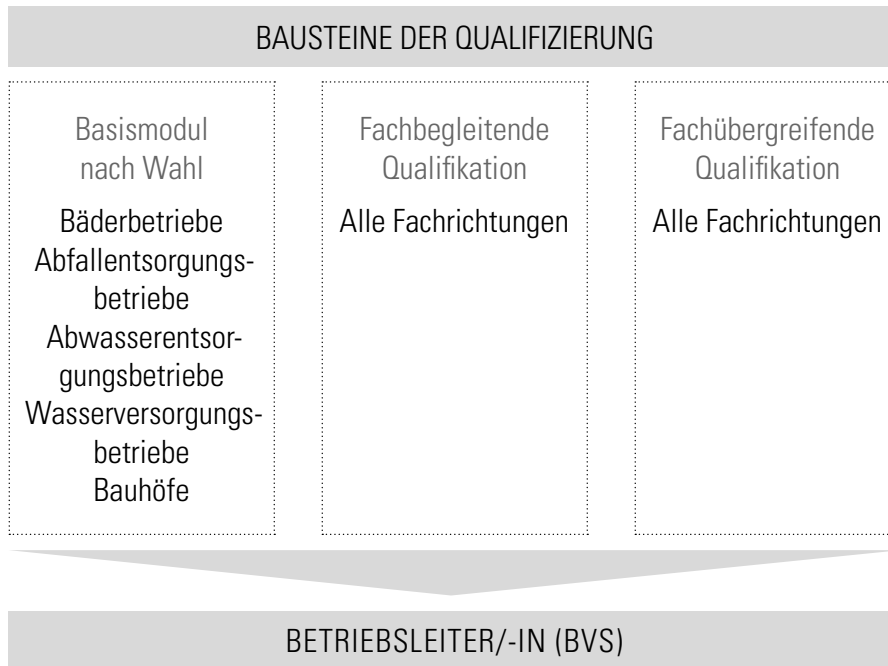 BAUSTEINE DER QUALIFIZIERUNG
Basismodul
nach Wahl
Bäderbetriebe
Abfallentsorgungs-
betriebe
Abwasserentsor-
gungsbetriebe
Wasserversorgungs-
betriebe
Bauhöfe
Fachbegleitende
Qualifikation
Alle Fachrichtungen
Fachübergreifende
Qualifikation
Alle Fachrichtungen
BETRIEBSLEITER/-IN (BVS)